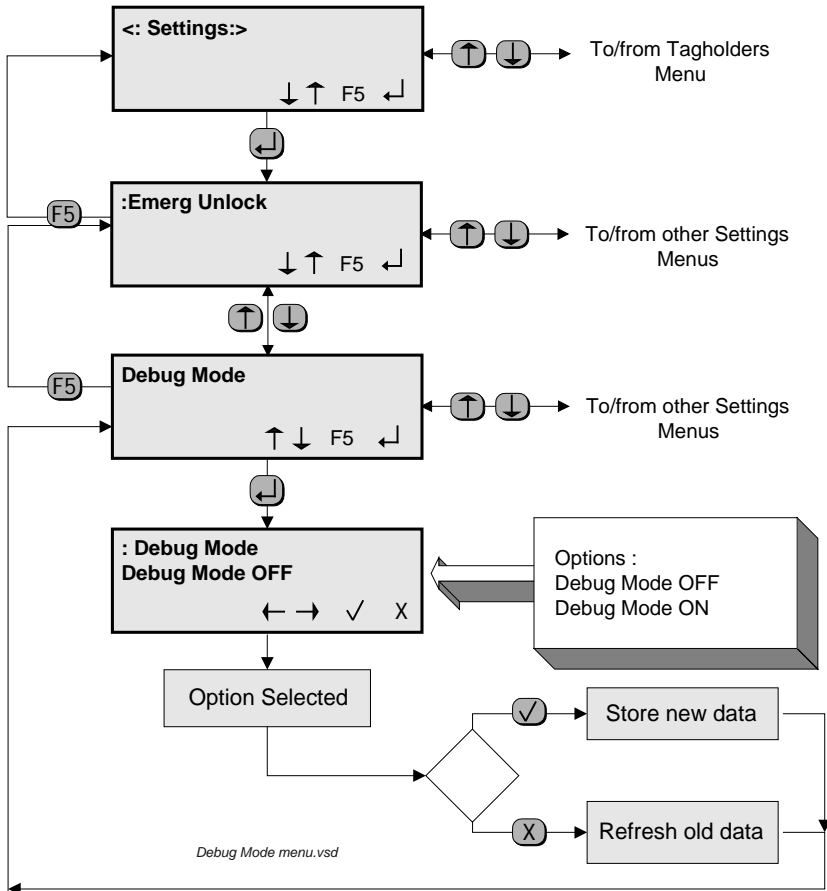 <: Settings:>
↓ ↑ F5 ↵
↑ ↓
To/from Tagholders
Menu
↵
:Emerg Unlock
↓ ↑ F5 ↵
F5
↑ ↓
To/from other Settings
Menus
↑ ↓
Debug Mode
↑ ↓ F5 ↵
F5
↑ ↓
To/from other Settings
Menus
↵
: Debug Mode
Debug Mode OFF
← → √ X
Options :
Debug Mode OFF
Debug Mode ON
Option Selected
√
Store new data
X
Refresh old data
Debug Mode menu.vsd